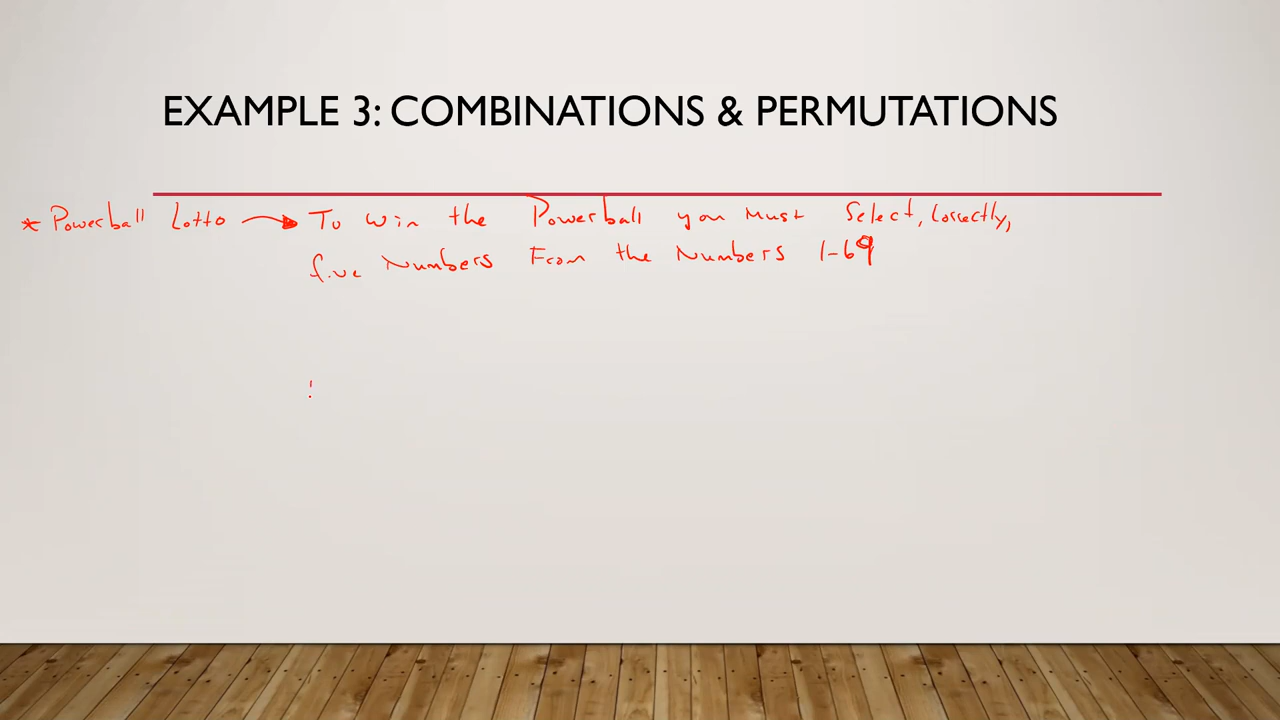 EXAMPLE 3: COMBINATIONS & PERMUTATIONS
* Powerball Lotto → To win the Powerball you Must Select, Correctly,
five Numbers From the Numbers 1-69